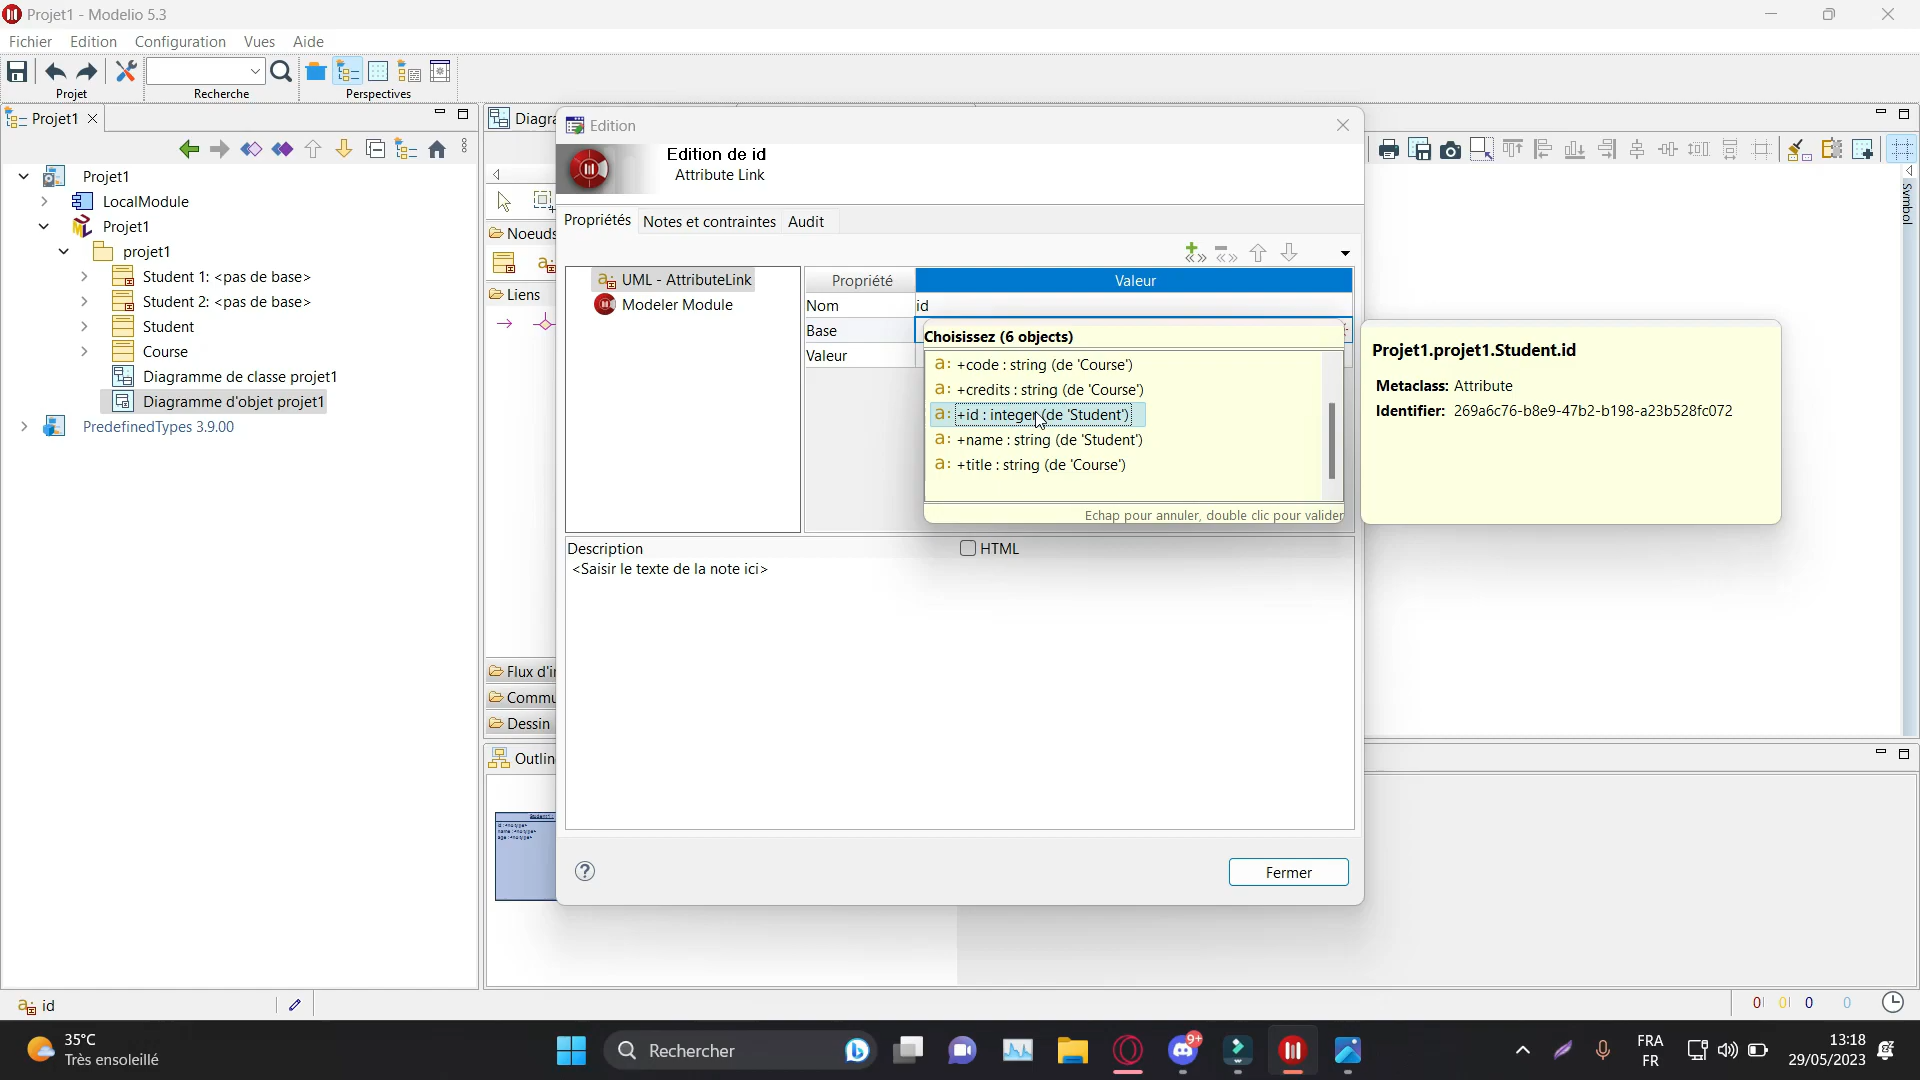 Projet1 - Modelio 5.3
Fichier Edition Configuration Vues Aide
Projet
Recherche
Perspectives
Projet1
Projet1
LocalModule
Projet1
projet1
Student 1: <pas de base>
Student 2: <pas de base>
Student
Course
Diagramme de classe projet1
Diagramme d'objet projet1
PredefinedTypes 3.9.00
Diagra
Noeuds
Liens
Flux d'i
Commu
Dessin
Outlin
Symbol
Edition
Edition de id
Attribute Link
Propriétés Notes et contraintes Audit
UML - AttributeLink
Modeler Module
Propriété Valeur
Nom id
Base
Valeur
Choisissez (6 objects)
+code : string (de 'Course')
+credits : string (de 'Course')
+id : integer (de 'Student')
+name : string (de 'Student')
+title : string (de 'Course')
Echap pour annuler, double clic pour valider
Projet1.projet1.Student.id
Metaclass: Attribute
Identifier: 269a6c76-b8e9-47b2-b198-a23b528fc072
Description HTML
<Saisir le texte de la note ici>
Fermer
id
0 0 0 0
35°C
Très ensoleillé
Rechercher
9+
FRA
FR
13:18
29/05/2023